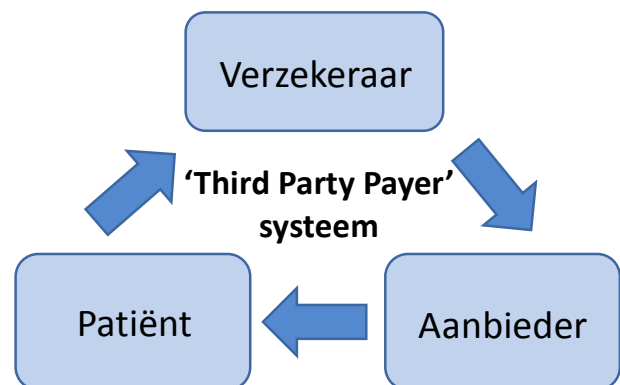 Verzekeraar
‘Third Party Payer’
systeem
Patiënt
Aanbieder